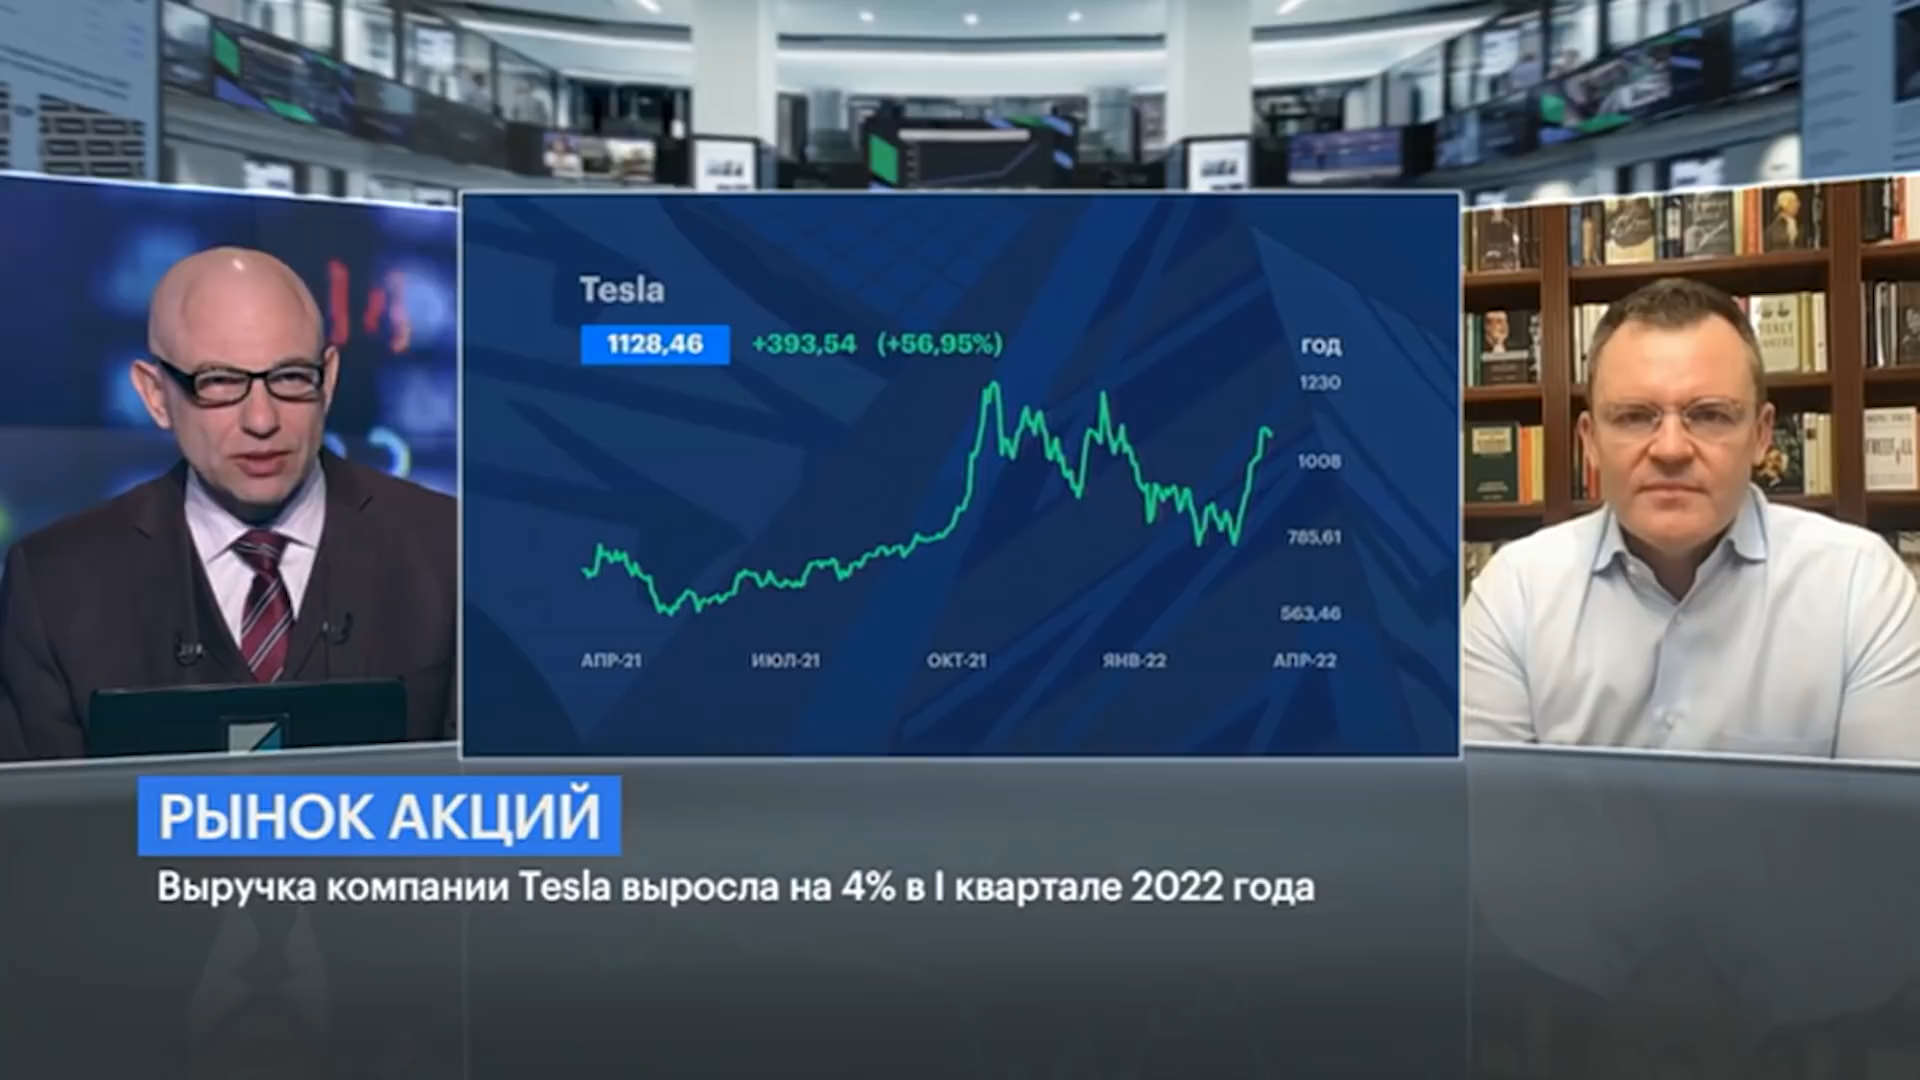 Tesla
1128,46 +393,54 (+56,95%)
год
1230
1008
785,61
563,46
АПР-21 ИЮЛ-21 ОКТ-21 ЯНВ-22 АПР-22
РЫНОК АКЦИЙ
Выручка компании Tesla выросла на 4% в I квартале 2022 года